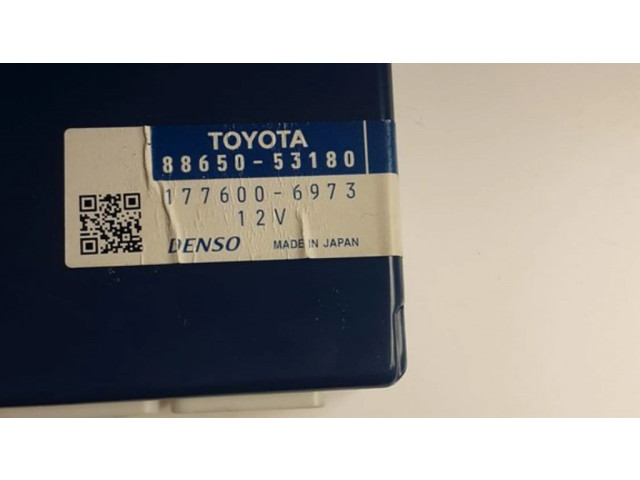 TOYOTA
88650-53180
177600-6973
12V
DENSO MADE IN JAPAN